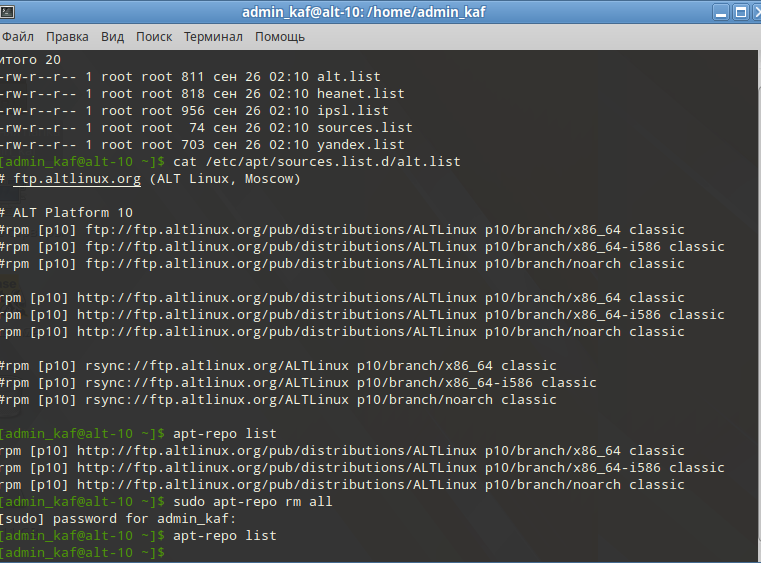 admin_kaf@alt-10: /home/admin_kaf
Файл Правка Вид Поиск Терминал Помощь
итого 20
-rw-r--r-- 1 root root 811 сен 26 02:10 alt.list
-rw-r--r-- 1 root root 818 сен 26 02:10 heanet.list
-rw-r--r-- 1 root root 956 сен 26 02:10 ipsl.list
-rw-r--r-- 1 root root  74 сен 26 02:10 sources.list
-rw-r--r-- 1 root root 703 сен 26 02:10 yandex.list
[admin_kaf@alt-10 ~]$ cat /etc/apt/sources.list.d/alt.list
# ftp.altlinux.org (ALT Linux, Moscow)
# ALT Platform 10
#rpm [p10] ftp://ftp.altlinux.org/pub/distributions/ALTLinux p10/branch/x86_64 classic
#rpm [p10] ftp://ftp.altlinux.org/pub/distributions/ALTLinux p10/branch/x86_64-i586 classic
#rpm [p10] ftp://ftp.altlinux.org/pub/distributions/ALTLinux p10/branch/noarch classic
rpm [p10] http://ftp.altlinux.org/pub/distributions/ALTLinux p10/branch/x86_64 classic
rpm [p10] http://ftp.altlinux.org/pub/distributions/ALTLinux p10/branch/x86_64-i586 classic
rpm [p10] http://ftp.altlinux.org/pub/distributions/ALTLinux p10/branch/noarch classic
#rpm [p10] rsync://ftp.altlinux.org/ALTLinux p10/branch/x86_64 classic
#rpm [p10] rsync://ftp.altlinux.org/ALTLinux p10/branch/x86_64-i586 classic
#rpm [p10] rsync://ftp.altlinux.org/ALTLinux p10/branch/noarch classic
[admin_kaf@alt-10 ~]$ apt-repo list
rpm [p10] http://ftp.altlinux.org/pub/distributions/ALTLinux p10/branch/x86_64 classic
rpm [p10] http://ftp.altlinux.org/pub/distributions/ALTLinux p10/branch/x86_64-i586 classic
rpm [p10] http://ftp.altlinux.org/pub/distributions/ALTLinux p10/branch/noarch classic
[admin_kaf@alt-10 ~]$ sudo apt-repo rm all
[sudo] password for admin_kaf:
[admin_kaf@alt-10 ~]$ apt-repo list
[admin_kaf@alt-10 ~]$